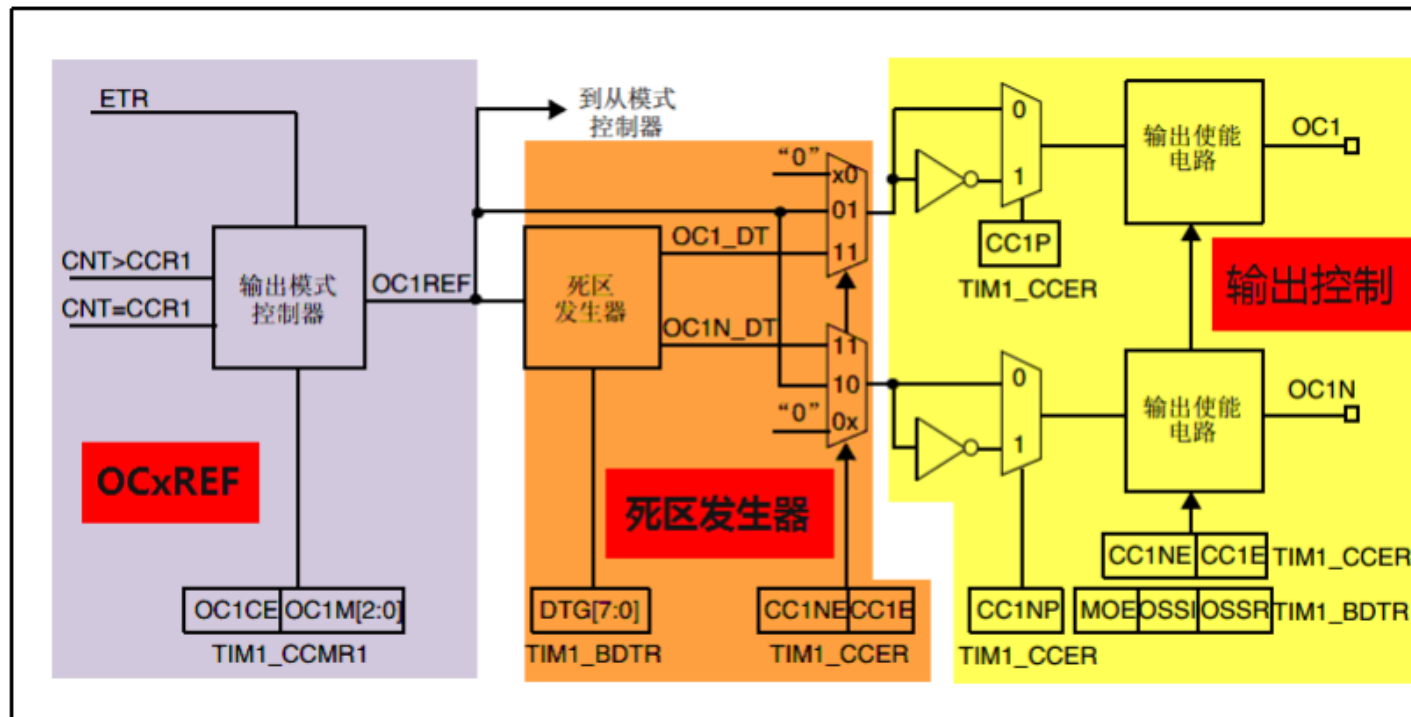 ETR
CNT>CCR1
CNT=CCR1
输出模式
控制器
OC1REF
OCxREF
OC1CE OC1M[2:0]
TIM1_CCMR1
到从模式
控制器
死区
发生器
OC1_DT
OC1N_DT
“0”
x0
01
11
11
10
“0”
0x
死区发生器
DTG[7:0]
TIM1_BDTR
CC1NE CC1E
TIM1_CCER
0
1
CC1P
TIM1_CCER
输出使能
电路
OC1
输出控制
0
1
输出使能
电路
OC1N
CC1NP
TIM1_CCER
CC1NE CC1E TIM1_CCER
MOE OSSI OSSR TIM1_BDTR